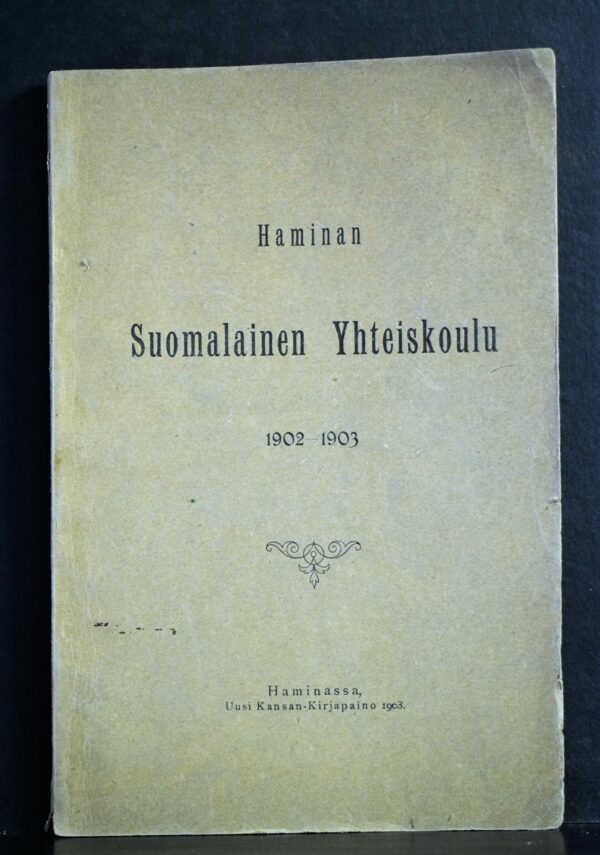 Haminan
Suomalainen Yhteiskoulu
1902–1903
Haminassa,
Uusi Kansan-Kirjapaino 1903.